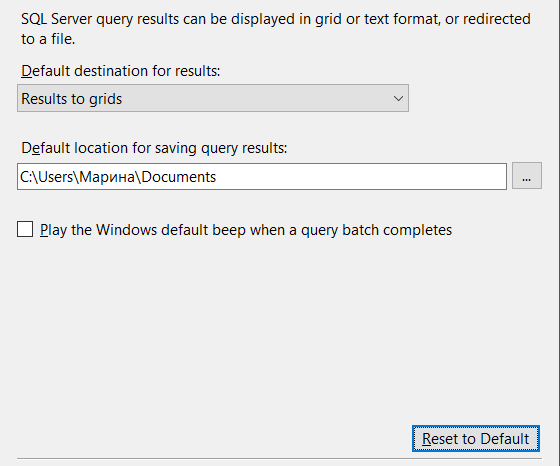 SQL Server query results can be displayed in grid or text format, or redirected
to a file.
Default destination for results:
Results to grids
Default location for saving query results:
C:\Users\Марина\Documents
...
Play the Windows default beep when a query batch completes
Reset to Default